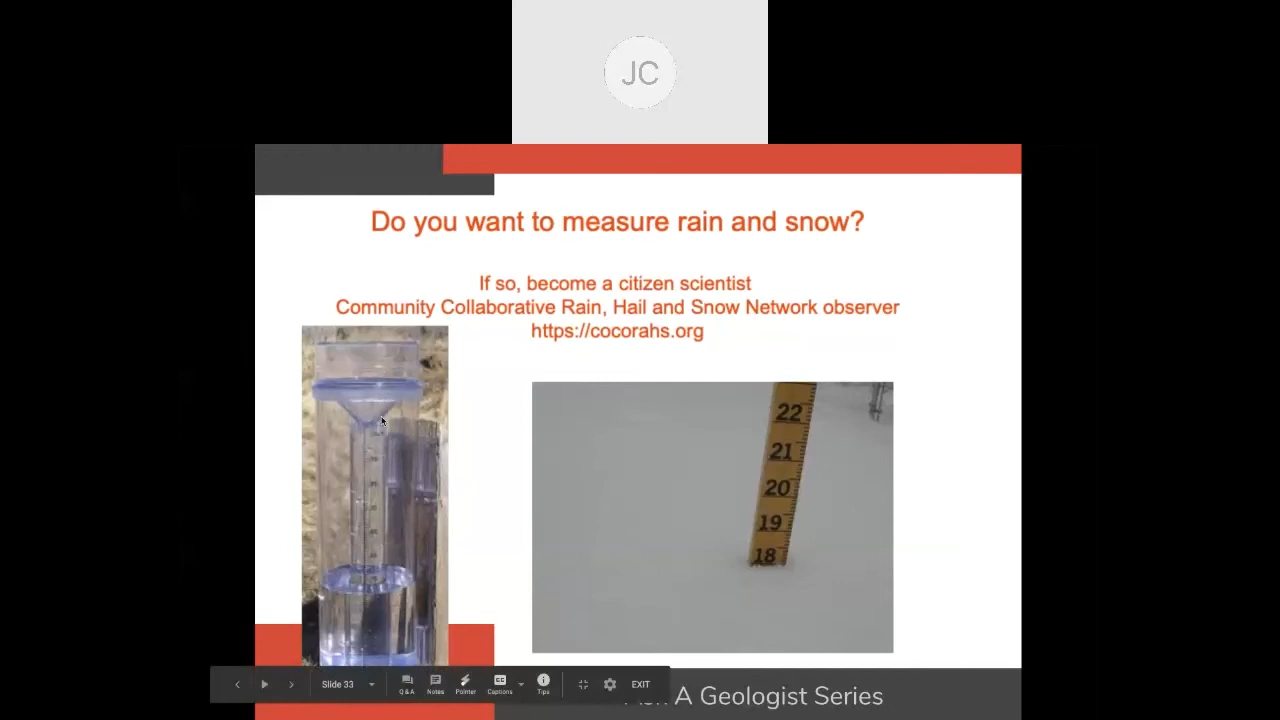 JC
Do you want to measure rain and snow?
If so, become a citizen scientist
Community Collaborative Rain, Hail and Snow Network observer
https://cocorahs.org
22
21
20
19
18
Slide 33
Q&A
Notes
Pointer
Captions
Tips
EXIT
A Geologist Series